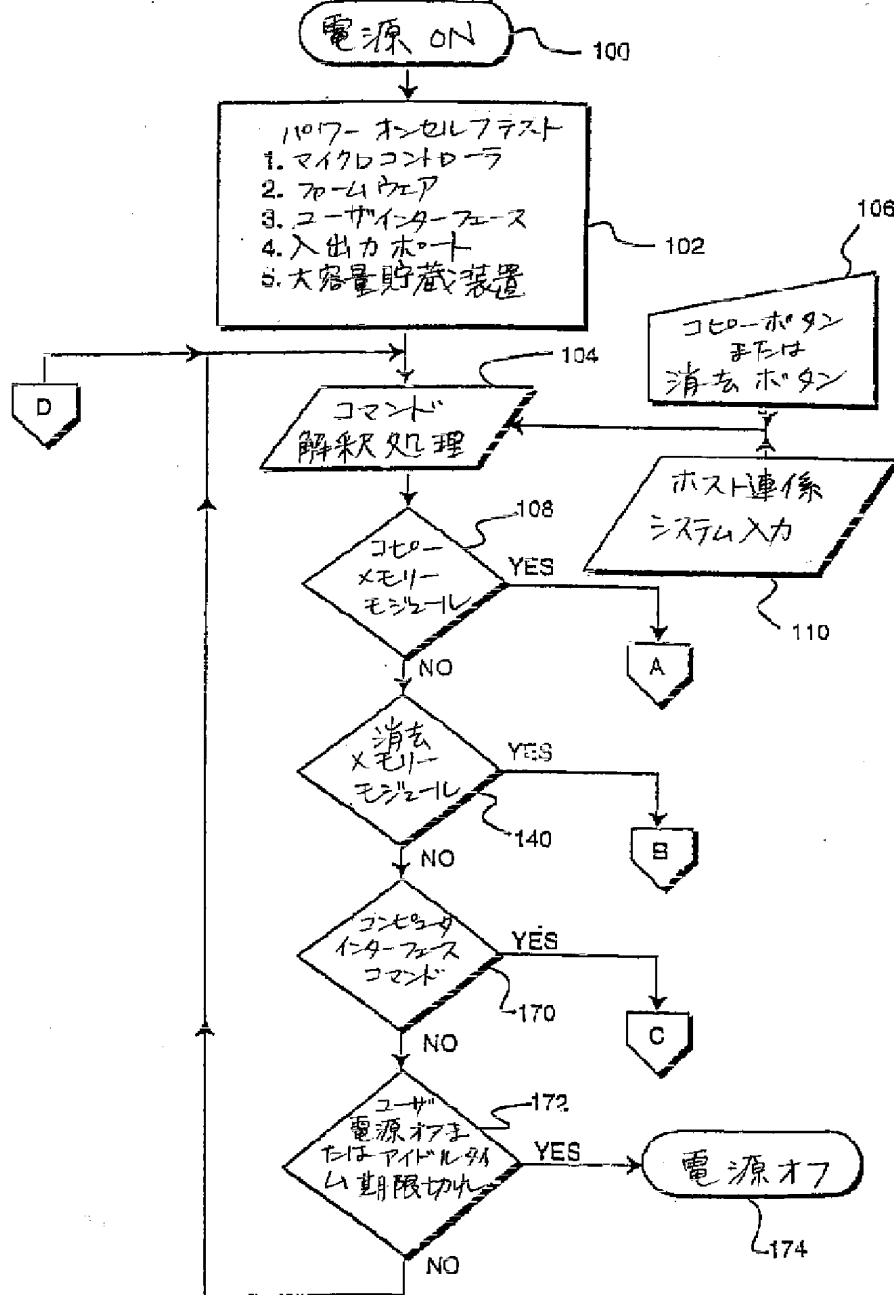 電源 ON
100
パワーオンセルフテスト
1. マイクロコントローラ
2. ファームウェア
3. ユーザインターフェース
4. 入出力ポート
5. 大容量貯蔵装置
102
106
コピーボタン
または
消去ボタン
D
104
コマンド
解釈処理
ホスト連係
システム入力
110
108
コピー
メモリー
モジュール
YES
A
NO
消去
メモリー
モジュール
YES
140
B
NO
コンピュータ
インターフェース
コマンド
YES
170
C
NO
ユーザ
電源オフま
たはアイドルタイ
ム期限切れ
172
YES
電源オフ
174
NO